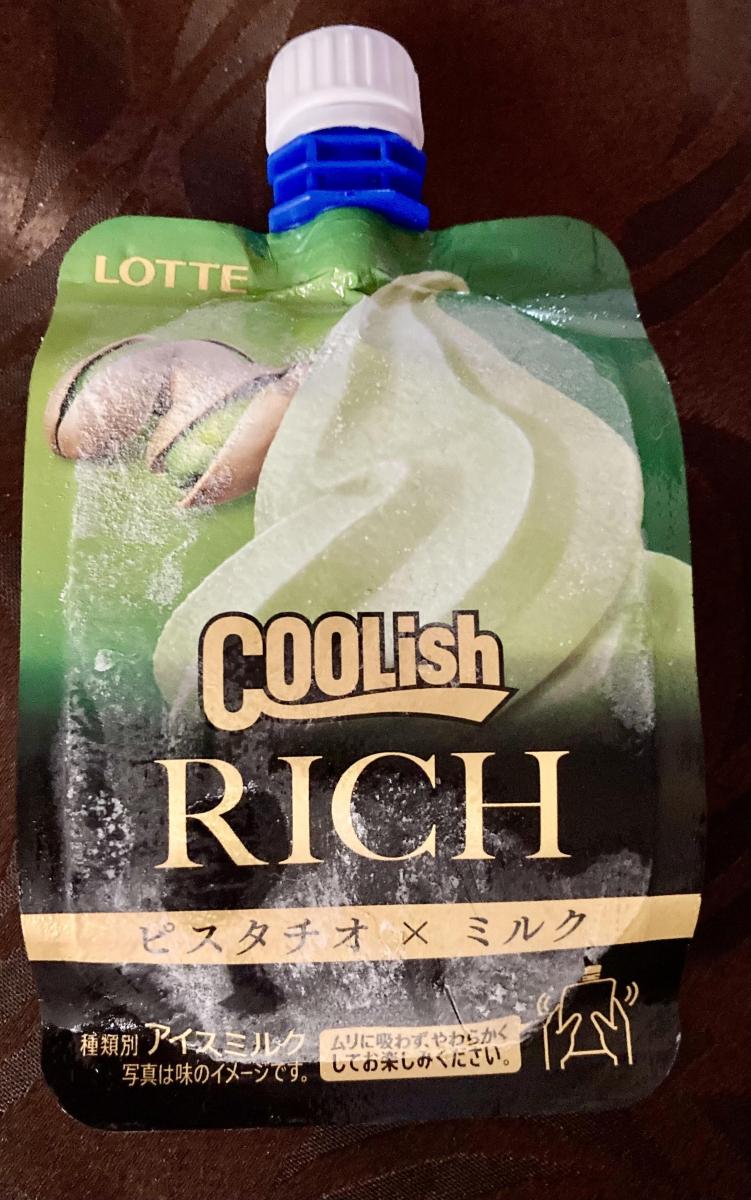 LOTTE
COOLish
RICH
ピスタチオ × ミルク
種類別 アイスミルク
写真は味のイメージです。
ムリに吸わず、やわらかく
してお楽しみください。